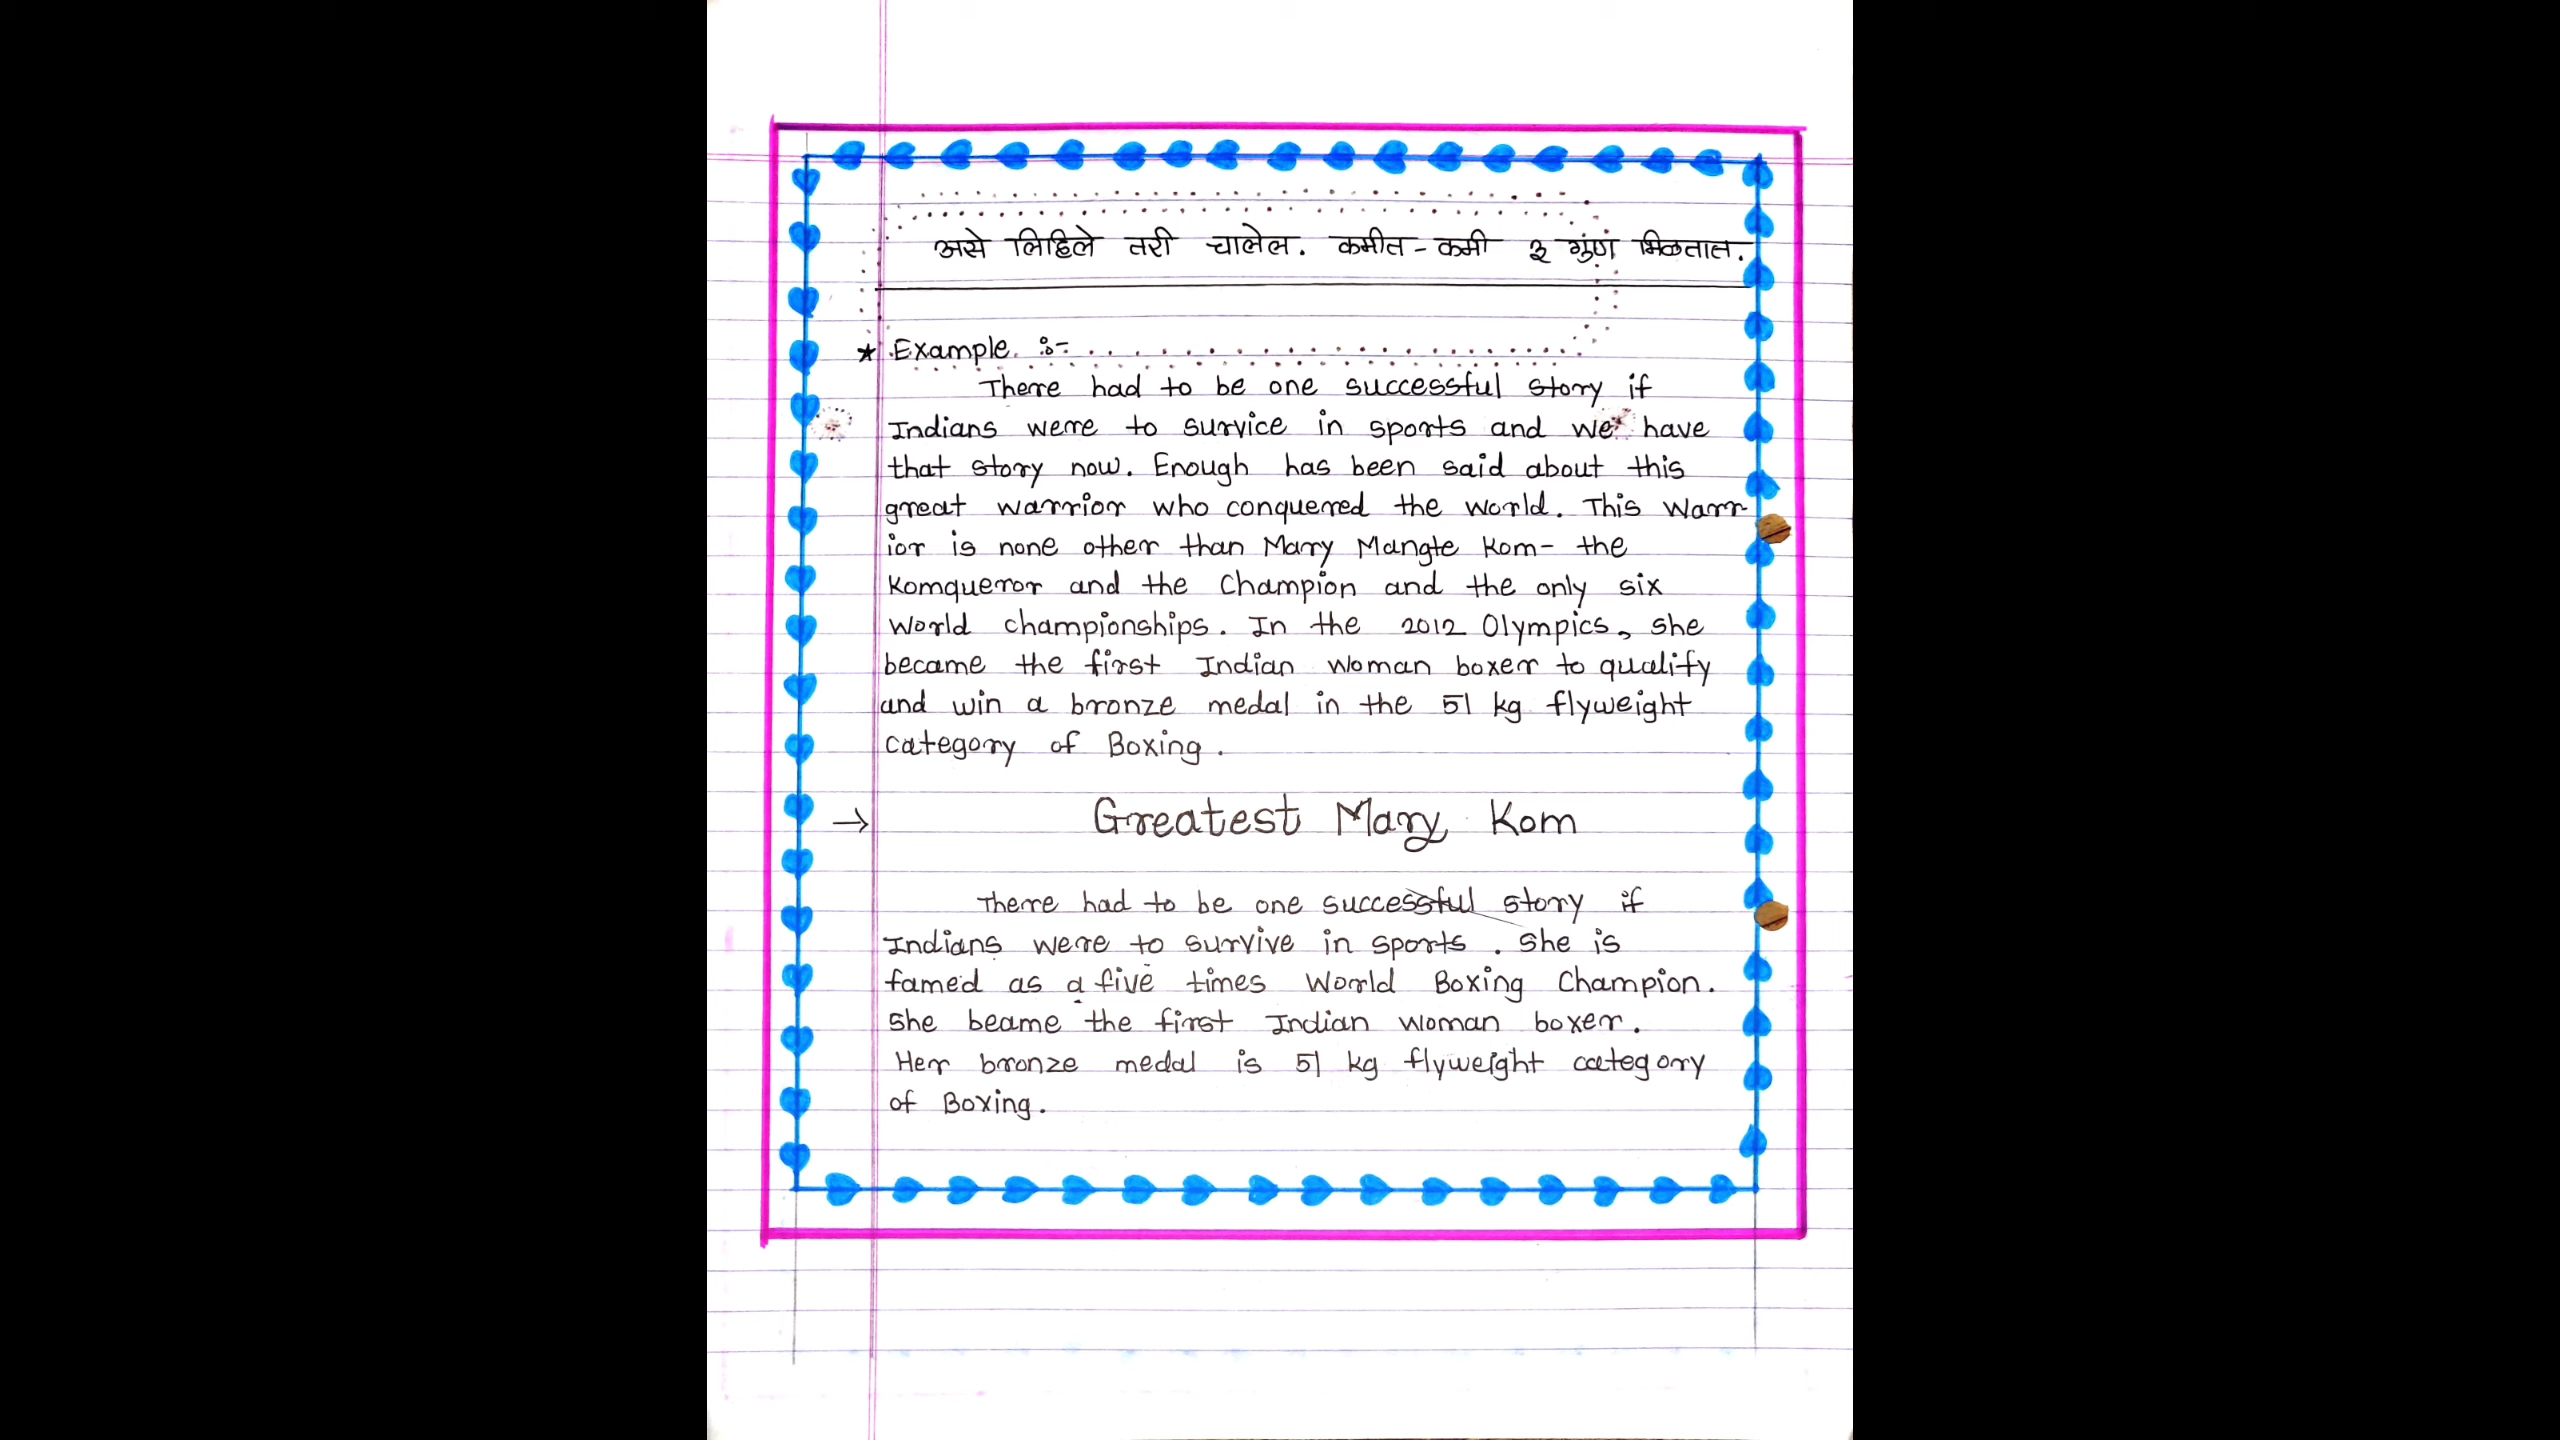 असे लिहिले तरी चालेल. कमीत-कमी ३ गुंण मिळतात.
★ Example :-
There had to be one successful story if
Indians were to survice in sports and we have
that story now. Enough has been said about this
great warrior who conquered the world. This Warr-
ior is none other than Mary Mangte Kom- the
Komqueror and the Champion and the only six
World championships. In the 2012 Olympics, she
became the first Indian Woman boxer to qualify
and win a bronze medal in the 51 kg flyweight
category of Boxing.
→ Greatest Mary Kom
There had to be one successful story if
Indians were to survive in sports. She is
famed as a five times World Boxing Champion.
She beame the first Indian woman boxer.
Her bronze medal is 51 kg flyweight category
of Boxing.